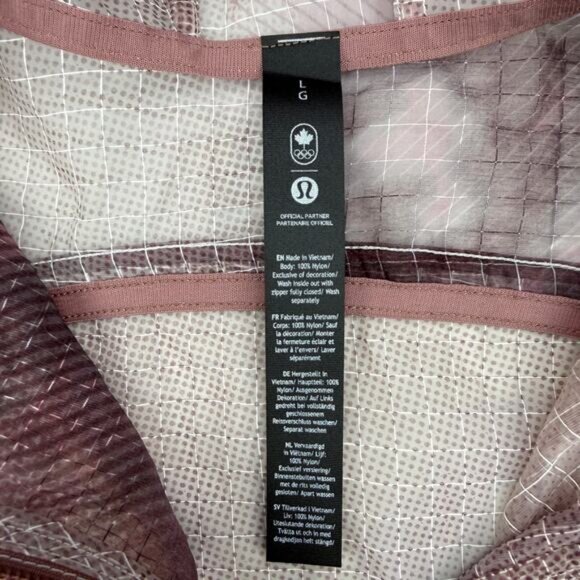 L
G
OFFICIAL PARTNER
PARTENAIRE OFFICIEL
EN Made in Vietnam/
Body: 100% Nylon/
Exclusive of decoration/
Wash inside out with
zipper fully closed/ Wash
separately
FR Fabriqué au Vietnam/
Corps: 100% Nylon/ Sauf
la décoration/ Monter
la fermeture éclair et
laver à l'envers/ Laver
séparément
DE Hergestellt in
Vietnam/ Hauptteil: 100%
Nylon/ Ausgenommen
Dekoration/ Auf Links
gedreht bei vollständig
geschlossenem
Reissverschluss waschen/
Separat waschen
NL Vervaardigd
in Vietnam/ Lijf:
100% Nylon/
Exclusief versiering/
Binnenstebuiten wassen
met de rits volledig
gesloten/ Apart wassen
SV Tillverkad i Vietnam/
Liv: 100% Nylon/
Uteslutande dekoration/
Tvätta ut och in med
dragkedjan helt stängd/